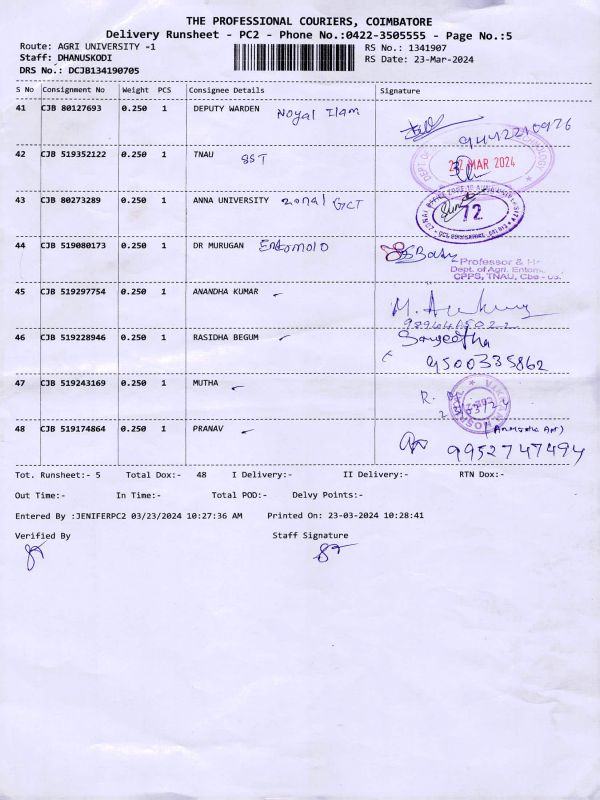 THE PROFESSIONAL COURIERS, COIMBATORE
Delivery Runsheet - PC2 - Phone No.:0422-3505555 - Page No.:5
Route: AGRI UNIVERSITY -1 RS No.: 1341907
Staff: DHANUSKODI RS Date: 23-Mar-2024
DRS No.: DCJB134190705
S No Consignment No Weight PCS Consignee Details Signature
41 CJB 80127693 0.250 1 DEPUTY WARDEN Noyal Ilam
9442210976
42 CJB 519352122 0.250 1 TNAU SST
MAR 2024
43 CJB 80273289 0.250 1 ANNA UNIVERSITY zonal GCT
72
44 CJB 519080173 0.250 1 DR MURUGAN Entomolo
Professor &
Dept. of Agri. Entom.
CPPS, TNAU, Cbe - 03.
45 CJB 519297754 0.250 1 ANANDHA KUMAR
46 CJB 519228946 0.250 1 RASIDHA BEGUM Sangeetha
9500335862
47 CJB 519243169 0.250 1 MUTHA
48 CJB 519174864 0.250 1 PRANAV
9952747494
Tot. Runsheet:- 5 Total Dox:- 48 I Delivery:- II Delivery:- RTN Dox:-
Out Time:- In Time:- Total POD:- Delvy Points:-
Entered By :JENIFERPC2 03/23/2024 10:27:36 AM Printed On: 23-03-2024 10:28:41
Verified By Staff Signature